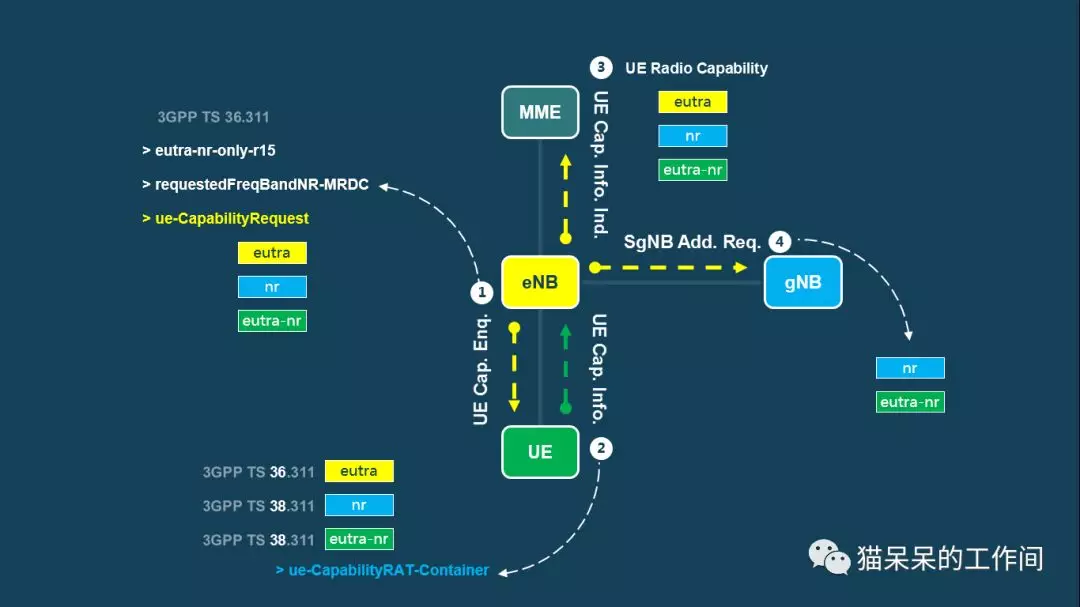 3
UE Radio Capability
eutra
nr
eutra-nr
MME
UE Cap. Info. Ind.
3GPP TS 36.311
> eutra-nr-only-r15
> requestedFreqBandNR-MRDC
> ue-CapabilityRequest
eutra
nr
eutra-nr
SgNB Add. Req.
4
eNB
gNB
1
UE Cap. Enq.
UE Cap. Info.
nr
eutra-nr
UE
2
3GPP TS 36.311
eutra
3GPP TS 38.311
nr
3GPP TS 38.311
eutra-nr
> ue-CapabilityRAT-Container
猫呆呆的工作间